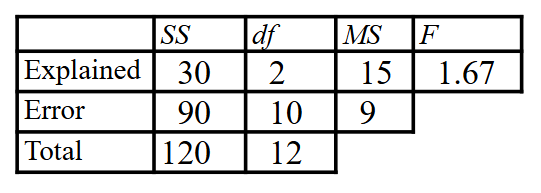 SS df MS F
Explained 30 2 15 1.67
Error 90 10 9
Total 120 12